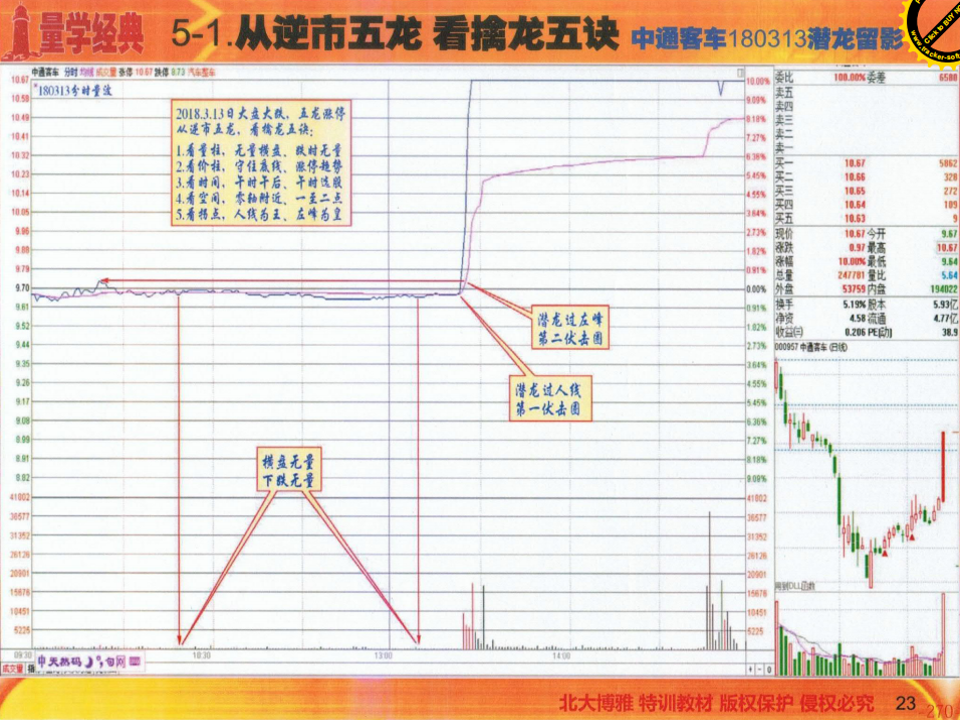 量学经典
5-1.从逆市五龙 看擒龙五诀 中通客车180313潜龙留影
Click to BUY NOW
www.tracker-soft
中通客车 分时 均线 成交量 涨停 10.67 跌停 8.73 汽车整车
180313分时量波
2018.3.13日大盘大跌，五龙涨停
从逆市五龙，看擒龙五诀：
1.看量柱，无量横盘、跌时无量
2.看价柱，守住底线、涨停趋势
3.看时间，午时午后、午时选股
4.看空间，零轴附近、一至二点
5.看拐点，人线为王、左峰为皇
潜龙过左峰
第二伏击圈
潜龙过人线
第一伏击圈
横盘无量
下跌无量
10.67
10.58
10.49
10.41
10.32
10.23
10.14
10.05
9.96
9.88
9.79
9.70
9.61
9.52
9.44
9.35
9.26
9.17
9.08
8.99
8.91
8.82
41802
36577
31352
26126
20901
15676
10451
5225
10.00%
9.09%
8.18%
7.27%
6.36%
5.45%
4.55%
3.64%
2.73%
1.82%
0.91%
0.00%
0.91%
1.82%
2.73%
3.64%
4.55%
5.45%
6.36%
7.27%
8.18%
9.09%
41802
36577
31352
26126
20901
15676
10451
5225
09:30
10:30
13:00
14:00
成交量
委比 100.00% 委差 6580
卖五
卖四
卖三
卖二
卖一
买一 10.67 5862
买二 10.66 328
买三 10.65 272
买四 10.64 109
买五 10.63 9
现价 10.67 今开 9.67
涨跌 0.97 最高 10.67
涨幅 10.00% 最低 9.64
总量 247781 量比 5.64
外盘 53759 内盘 194022
换手 5.19% 股本 5.93亿
净资 4.58 流通 4.77亿
收益㈢ 0.206 PE[动] 38.9
000957 中通客车 (日线)
北大博雅 特训教材 版权保护 侵权必究 23
-270